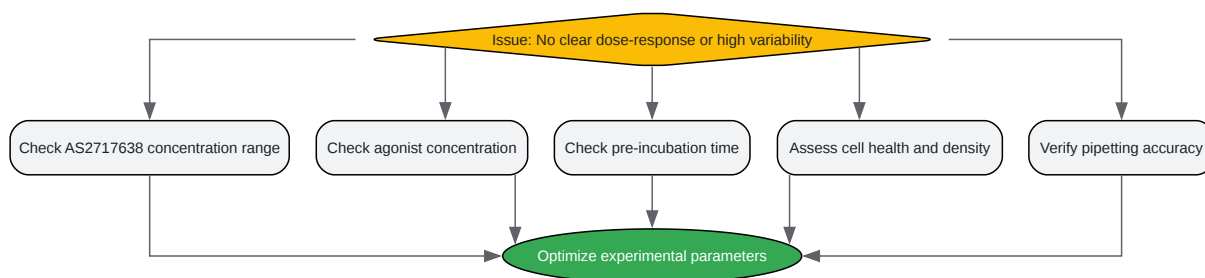 Issue: No clear dose-response or high variability
Check AS2717638 concentration range
Check agonist concentration
Check pre-incubation time
Assess cell health and density
Verify pipetting accuracy
Optimize experimental parameters